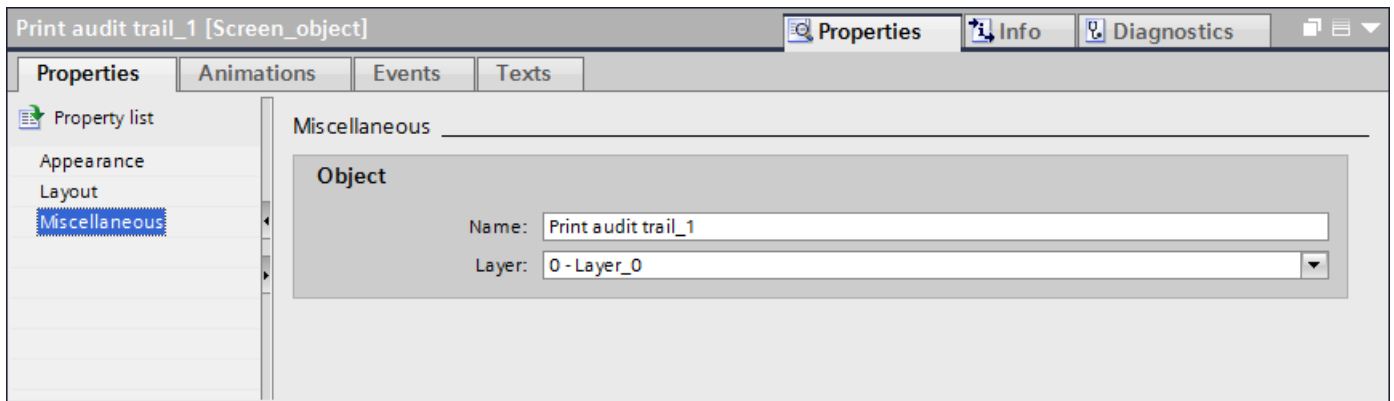 Print audit trail_1 [Screen_object] Properties Info Diagnostics
Properties Animations Events Texts
Property list
Appearance
Layout
Miscellaneous
Miscellaneous
Object
Name: Print audit trail_1
Layer: 0 - Layer_0